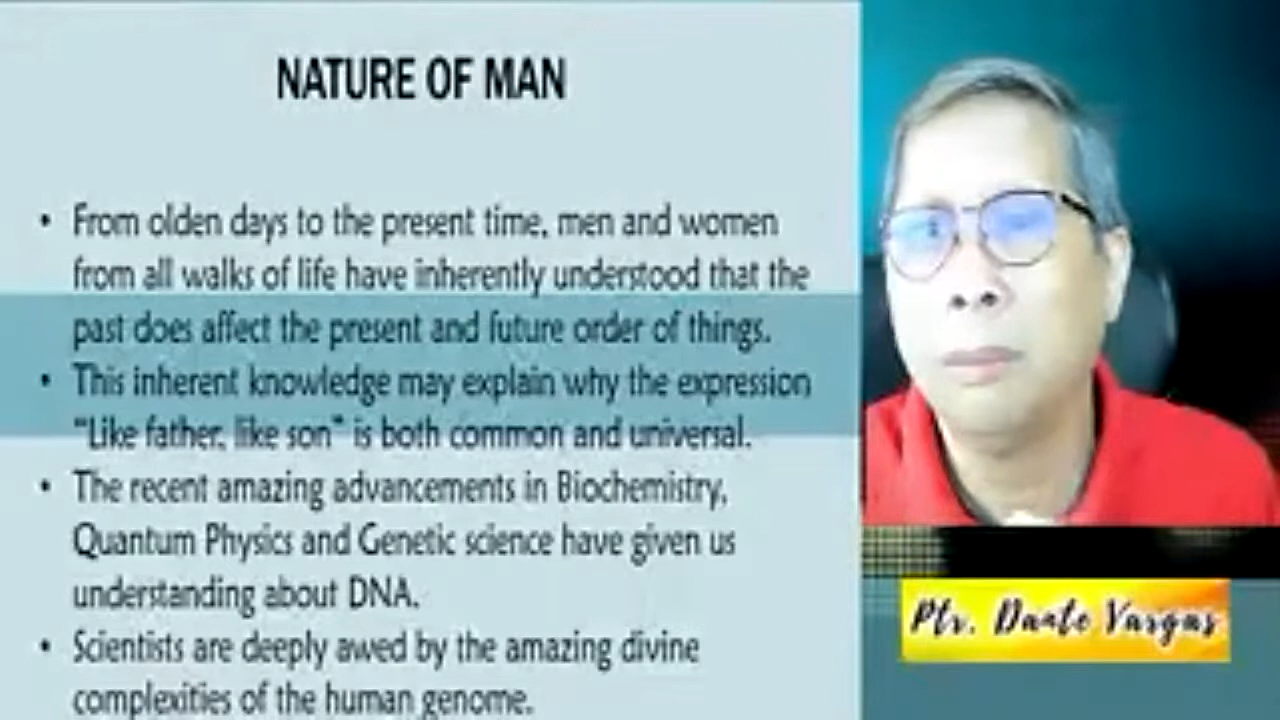 NATURE OF MAN
• From olden days to the present time, men and women
from all walks of life have inherently understood that the
past does affect the present and future order of things.
• This inherent knowledge may explain why the expression
"Like father, like son" is both common and universal.
• The recent amazing advancements in Biochemistry,
Quantum Physics and Genetic science have given us
understanding about DNA.
• Scientists are deeply awed by the amazing divine
complexities of the human genome.
Ptr. Dante Vargas